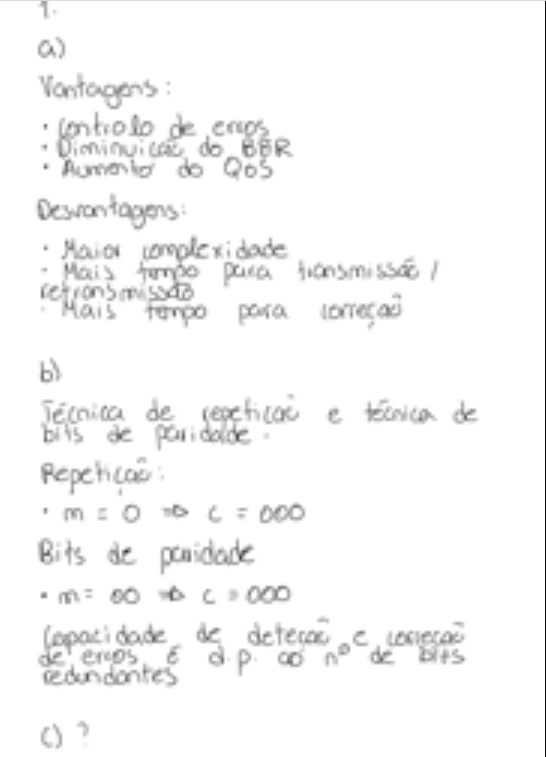 1.
a)
Vantagens:
· Controlo de erros
· Diminuição do BER
· Aumento do QoS
Desvantagens:
· Maior complexidade
· Mais tempo para transmissão /
retransmissão
· Mais tempo para correção
b)
Técnica de repetição e técnica de
bits de paridade.
Repetição:
· m = 0 => c = 000
Bits de paridade
· m = 00 => c = 000
Capacidade de deteção e correção
de erros é d.p. ao nº de bits
redundantes
c) ?